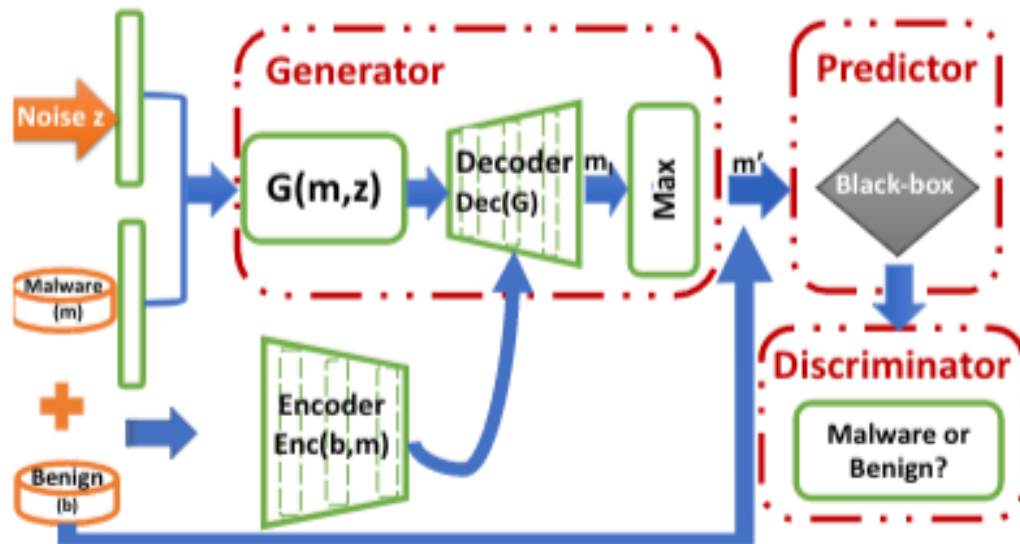 Generator
Predictor
Noise z
G(m,z)
Decoder
Dec(G)
Max
m'
Black-box
Malware
(m)
Encoder
Enc(b,m)
Benign
(b)
Discriminator
Malware or
Benign?